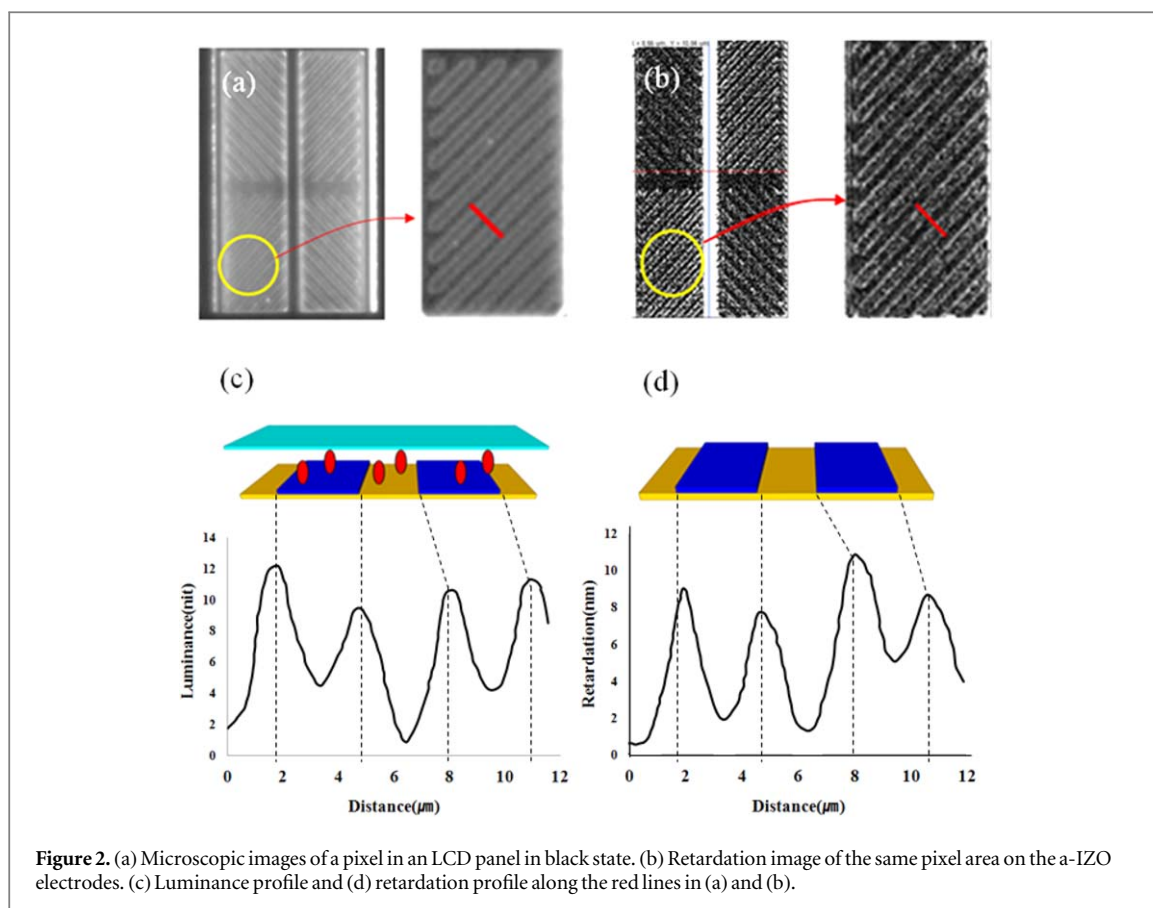 (a)
(b)
(c)
(d)
14
12
10
8
6
4
2
0
Luminance(nit)
0 2 4 6 8 10 12
Distance(㎛)
12
10
8
6
4
2
0
Retardation(nm)
0 2 4 6 8 10 12
Distance(㎛)
Figure 2. (a) Microscopic images of a pixel in an LCD panel in black state. (b) Retardation image of the same pixel area on the a-IZO
electrodes. (c) Luminance profile and (d) retardation profile along the red lines in (a) and (b).